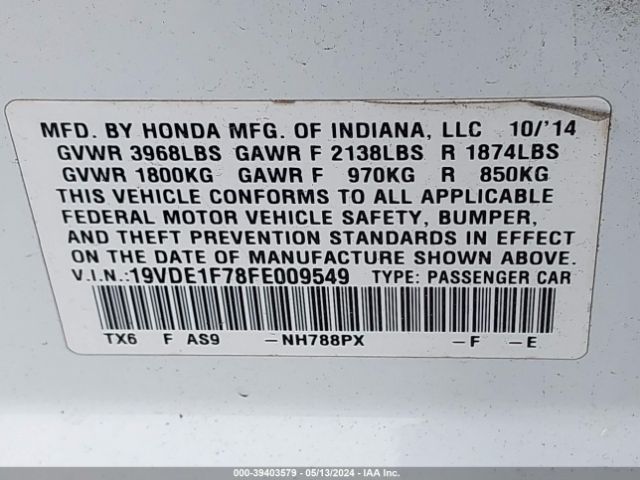 MFD. BY HONDA MFG. OF INDIANA, LLC 10/'14
GVWR 3968LBS GAWR F 2138LBS R 1874LBS
GVWR 1800KG GAWR F 970KG R 850KG
THIS VEHICLE CONFORMS TO ALL APPLICABLE
FEDERAL MOTOR VEHICLE SAFETY, BUMPER,
AND THEFT PREVENTION STANDARDS IN EFFECT
ON THE DATE OF MANUFACTURE SHOWN ABOVE.
V.I.N.:19VDE1F78FE009549 TYPE: PASSENGER CAR
TX6 F AS9 –NH788PX –F –E
000-39403579 - 05/13/2024 - IAA Inc.